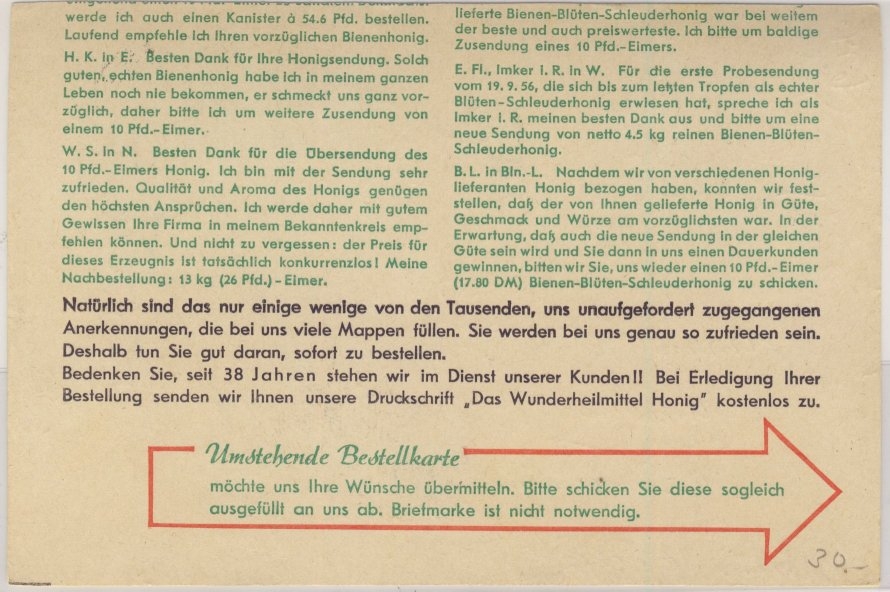 werde ich auch einen Kanister à 54.6 Pfd. bestellen.
Laufend empfehle ich Ihren vorzüglichen Bienenhonig.
H. K. in E. Besten Dank für Ihre Honigsendung. Solch
guten, echten Bienenhonig habe ich in meinem ganzen
Leben noch nie bekommen, er schmeckt uns ganz vor-
züglich, daher bitte ich um weitere Zusendung von
einem 10 Pfd.-Eimer.
W. S. in N. Besten Dank für die Übersendung des
10 Pfd.-Eimers Honig. Ich bin mit der Sendung sehr
zufrieden. Qualität und Aroma des Honigs genügen
den höchsten Ansprüchen. Ich werde daher mit gutem
Gewissen Ihre Firma in meinem Bekanntenkreis emp-
fehlen können. Und nicht zu vergessen: der Preis für
dieses Erzeugnis ist tatsächlich konkurrenzlos! Meine
Nachbestellung: 13 kg (26 Pfd.)-Eimer.
lieferte Bienen-Blüten-Schleuderhonig war bei weitem
der beste und auch preiswerteste. Ich bitte um baldige
Zusendung eines 10 Pfd.-Eimers.
E. Fl., Imker i. R. in W. Für die erste Probesendung
vom 19. 9. 56, die sich bis zum letzten Tropfen als echter
Blüten-Schleuderhonig erwiesen hat, spreche ich als
Imker i. R. meinen besten Dank aus und bitte um eine
neue Sendung von netto 4.5 kg reinen Bienen-Blüten-
Schleuderhonig.
B. L. in Bln.-L. Nachdem wir von verschiedenen Honig-
lieferanten Honig bezogen haben, konnten wir fest-
stellen, daß der von Ihnen gelieferte Honig in Güte,
Geschmack und Würze am vorzüglichsten war. In der
Erwartung, daß auch die neue Sendung in der gleichen
Güte sein wird und Sie dann in uns einen Dauerkunden
gewinnen, bitten wir Sie, uns wieder einen 10 Pfd.-Eimer
(17.80 DM) Bienen-Blüten-Schleuderhonig zu schicken.
Natürlich sind das nur einige wenige von den Tausenden, uns unaufgefordert zugegangenen
Anerkennungen, die bei uns viele Mappen füllen. Sie werden bei uns genau so zufrieden sein.
Deshalb tun Sie gut daran, sofort zu bestellen.
Bedenken Sie, seit 38 Jahren stehen wir im Dienst unserer Kunden!! Bei Erledigung Ihrer
Bestellung senden wir Ihnen unsere Druckschrift „Das Wunderheilmittel Honig" kostenlos zu.
Umstehende Bestellkarte
möchte uns Ihre Wünsche übermitteln. Bitte schicken Sie diese sogleich
ausgefüllt an uns ab. Briefmarke ist nicht notwendig.
30.-